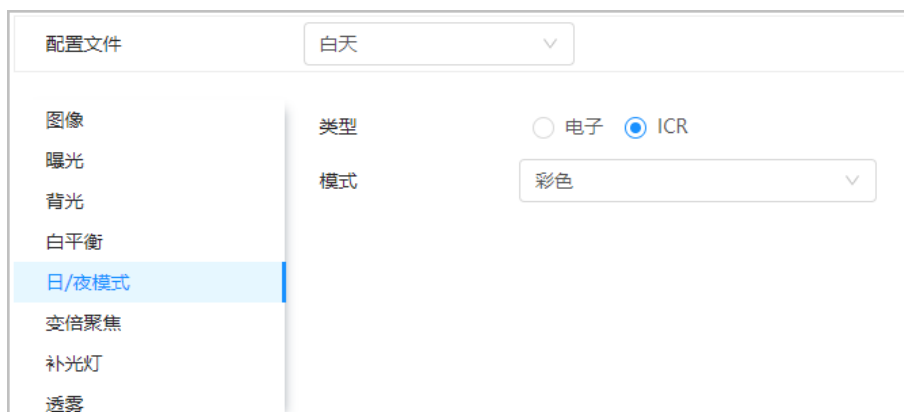 配置文件 白天
图像
类型 电子 ICR
曝光
模式 彩色
背光
白平衡
日/夜模式
变倍聚焦
补光灯
透雾